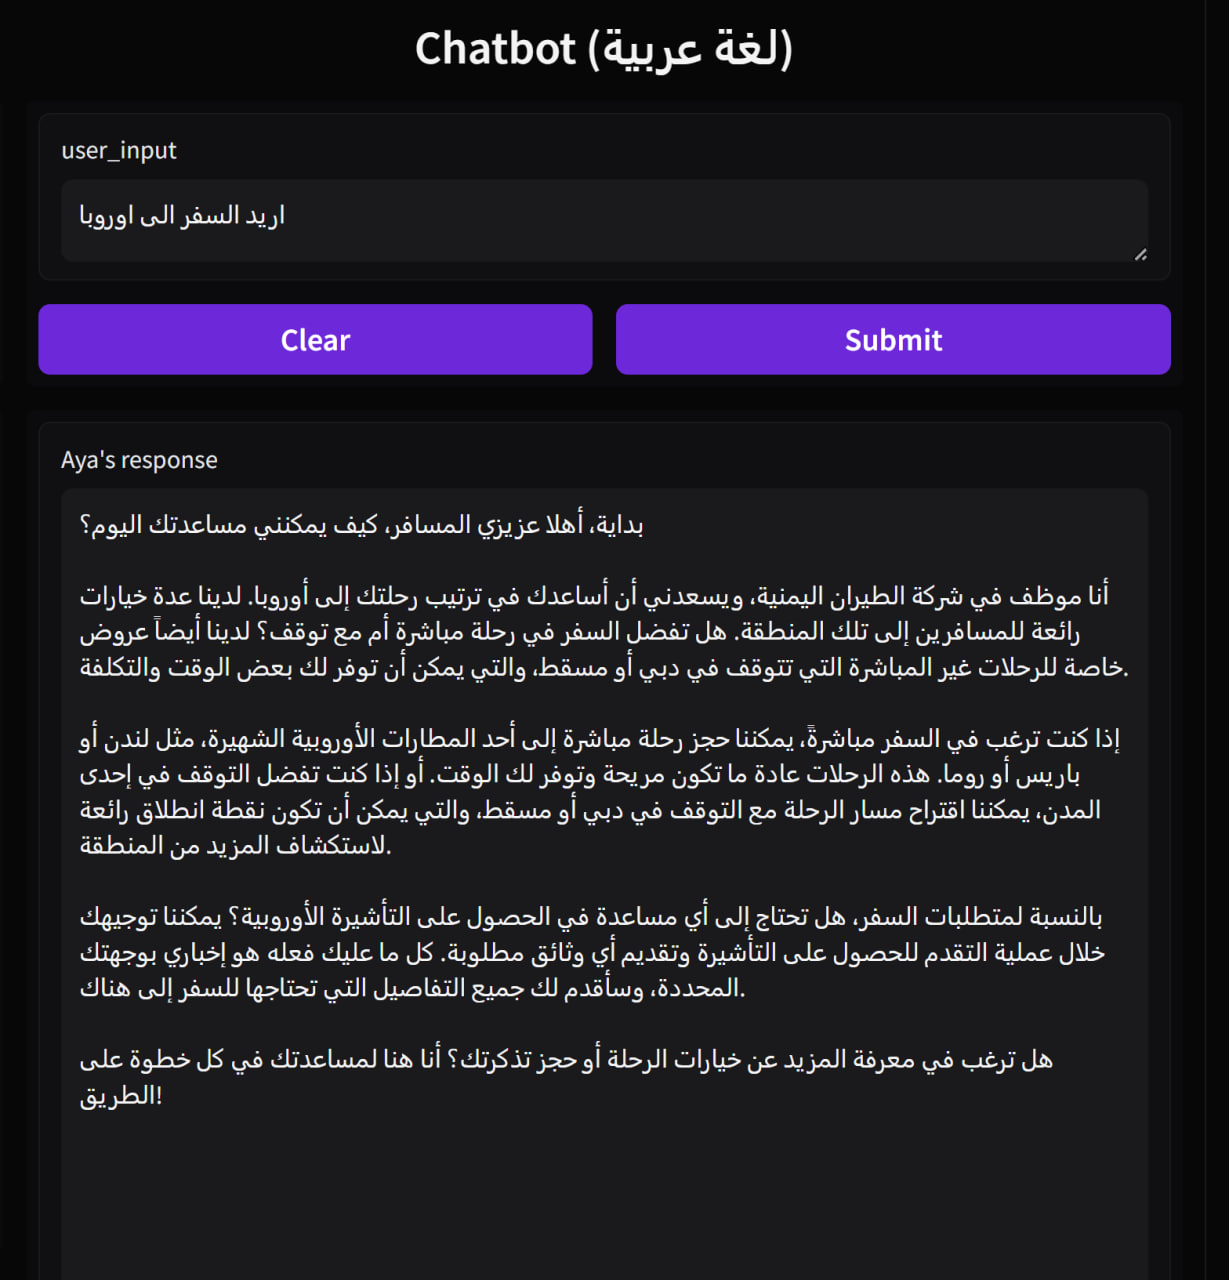 Chatbot (لغة عربية)
user_input
اريد السفر الى اوروبا
Clear
Submit
Aya's response
بداية، أهلا عزيزي المسافر، كيف يمكنني مساعدتك اليوم؟
أنا موظف في شركة الطيران اليمنية، ويسعدني أن أساعدك في ترتيب رحلتك إلى أوروبا. لدينا عدة خيارات
رائعة للمسافرين إلى تلك المنطقة. هل تفضل السفر في رحلة مباشرة أم مع توقف؟ لدينا أيضاً عروض
خاصة للرحلات غير المباشرة التي تتوقف في دبي أو مسقط، والتي يمكن أن توفر لك بعض الوقت والتكلفة.
إذا كنت ترغب في السفر مباشرةً، يمكننا حجز رحلة مباشرة إلى أحد المطارات الأوروبية الشهيرة، مثل لندن أو
باريس أو روما. هذه الرحلات عادة ما تكون مريحة وتوفر لك الوقت. أو إذا كنت تفضل التوقف في إحدى
المدن، يمكننا اقتراح مسار الرحلة مع التوقف في دبي أو مسقط، والتي يمكن أن تكون نقطة انطلاق رائعة
لاستكشاف المزيد من المنطقة.
بالنسبة لمتطلبات السفر، هل تحتاج إلى أي مساعدة في الحصول على التأشيرة الأوروبية؟ يمكننا توجيهك
خلال عملية التقدم للحصول على التأشيرة وتقديم أي وثائق مطلوبة. كل ما عليك فعله هو إخباري بوجهتك
المحددة، وسأقدم لك جميع التفاصيل التي تحتاجها للسفر إلى هناك.
هل ترغب في معرفة المزيد عن خيارات الرحلة أو حجز تذكرتك؟ أنا هنا لمساعدتك في كل خطوة على
الطريق!